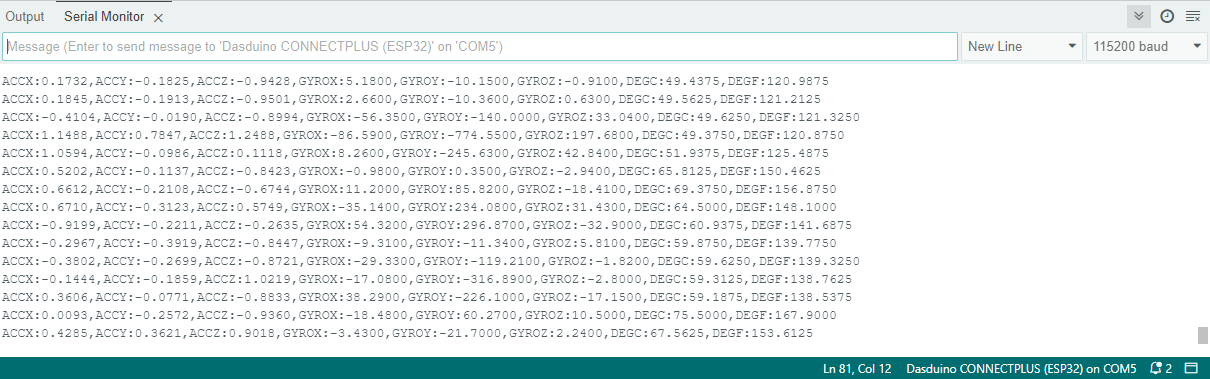 Output Serial Monitor
Message (Enter to send message to 'Dasduino CONNECTPLUS (ESP32)' on 'COM5') New Line 115200 baud
ACCX:0.1732,ACCY:-0.1825,ACCZ:-0.9428,GYROX:5.1800,GYROY:-10.1500,GYROZ:-0.9100,DEGC:49.4375,DEGF:120.9875
ACCX:0.1845,ACCY:-0.1913,ACCZ:-0.9501,GYROX:2.6600,GYROY:-10.3600,GYROZ:0.6300,DEGC:49.5625,DEGF:121.2125
ACCX:-0.4104,ACCY:-0.0190,ACCZ:-0.8994,GYROX:-56.3500,GYROY:-140.0000,GYROZ:33.0400,DEGC:49.6250,DEGF:121.3250
ACCX:1.1488,ACCY:0.7847,ACCZ:1.2488,GYROX:-86.5900,GYROY:-774.5500,GYROZ:197.6800,DEGC:49.3750,DEGF:120.8750
ACCX:1.0594,ACCY:-0.0986,ACCZ:0.1118,GYROX:8.2600,GYROY:-245.6300,GYROZ:42.8400,DEGC:51.9375,DEGF:125.4875
ACCX:0.5202,ACCY:-0.1137,ACCZ:-0.8423,GYROX:-0.9800,GYROY:0.3500,GYROZ:-2.9400,DEGC:65.8125,DEGF:150.4625
ACCX:0.6612,ACCY:-0.2108,ACCZ:-0.6744,GYROX:11.2000,GYROY:85.8200,GYROZ:-18.4100,DEGC:69.3750,DEGF:156.8750
ACCX:0.6710,ACCY:-0.3123,ACCZ:0.5749,GYROX:-35.1400,GYROY:234.0800,GYROZ:31.4300,DEGC:64.5000,DEGF:148.1000
ACCX:-0.9199,ACCY:-0.2211,ACCZ:-0.2635,GYROX:54.3200,GYROY:296.8700,GYROZ:-32.9000,DEGC:60.9375,DEGF:141.6875
ACCX:-0.2967,ACCY:-0.3919,ACCZ:-0.8447,GYROX:-9.3100,GYROY:-11.3400,GYROZ:5.8100,DEGC:59.8750,DEGF:139.7750
ACCX:-0.3802,ACCY:-0.2699,ACCZ:-0.8721,GYROX:-29.3300,GYROY:-119.2100,GYROZ:-1.8200,DEGC:59.6250,DEGF:139.3250
ACCX:-0.1444,ACCY:-0.1859,ACCZ:1.0219,GYROX:-17.0800,GYROY:-316.8900,GYROZ:-2.8000,DEGC:59.3125,DEGF:138.7625
ACCX:0.3606,ACCY:-0.0771,ACCZ:-0.8833,GYROX:38.2900,GYROY:-226.1000,GYROZ:-17.1500,DEGC:59.1875,DEGF:138.5375
ACCX:0.0093,ACCY:-0.2572,ACCZ:-0.9360,GYROX:-18.4800,GYROY:60.2700,GYROZ:10.5000,DEGC:75.5000,DEGF:167.9000
ACCX:0.4285,ACCY:0.3621,ACCZ:0.9018,GYROX:-3.4300,GYROY:-21.7000,GYROZ:2.2400,DEGC:67.5625,DEGF:153.6125
Ln 81, Col 12 Dasduino CONNECTPLUS (ESP32) on COM5 2